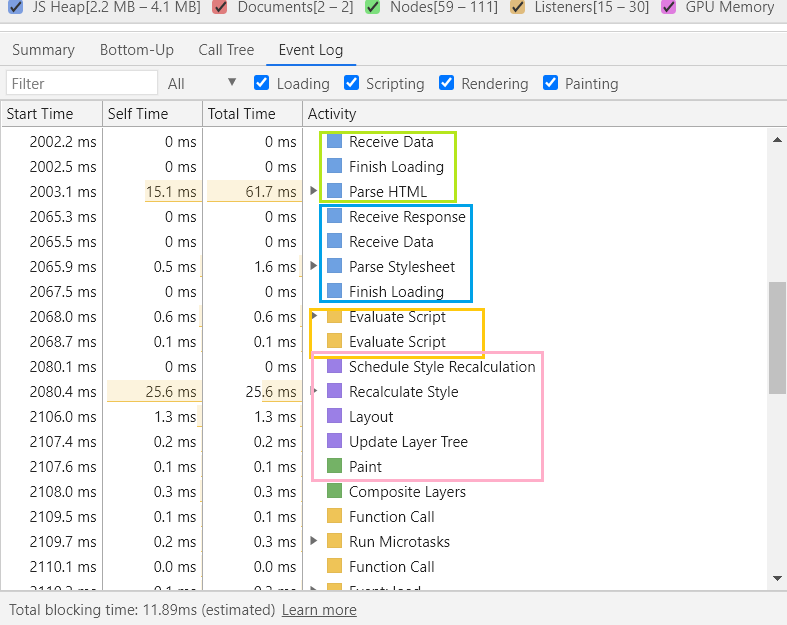 JS Heap[2.2 MB – 4.1 MB] Documents[2 – 2] Nodes[59 – 111] Listeners[15 – 30] GPU Memory
Summary Bottom-Up Call Tree Event Log
Filter All Loading Scripting Rendering Painting
Start Time Self Time Total Time Activity
2002.2 ms 0 ms 0 ms Receive Data
2002.5 ms 0 ms 0 ms Finish Loading
2003.1 ms 15.1 ms 61.7 ms Parse HTML
2065.3 ms 0 ms 0 ms Receive Response
2065.5 ms 0 ms 0 ms Receive Data
2065.9 ms 0.5 ms 1.6 ms Parse Stylesheet
2067.5 ms 0 ms 0 ms Finish Loading
2068.0 ms 0.6 ms 0.6 ms Evaluate Script
2068.7 ms 0.1 ms 0.1 ms Evaluate Script
2080.1 ms 0 ms 0 ms Schedule Style Recalculation
2080.4 ms 25.6 ms 25.6 ms Recalculate Style
2106.0 ms 1.3 ms 1.3 ms Layout
2107.4 ms 0.2 ms 0.2 ms Update Layer Tree
2107.6 ms 0.1 ms 0.1 ms Paint
2108.0 ms 0.3 ms 0.3 ms Composite Layers
2109.5 ms 0.1 ms 0.1 ms Function Call
2109.7 ms 0.2 ms 0.3 ms Run Microtasks
2110.1 ms 0.0 ms 0.0 ms Function Call
Total blocking time: 11.89ms (estimated) Learn more